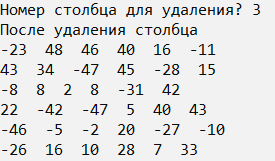 Номер столбца для удаления? 3
После удаления столбца
-23 48 46 40 16 -11
43 34 -47 45 -28 15
-8 8 2 8 -31 42
22 -42 -47 5 40 43
-46 -5 -2 20 -27 -10
-26 16 10 28 7 33